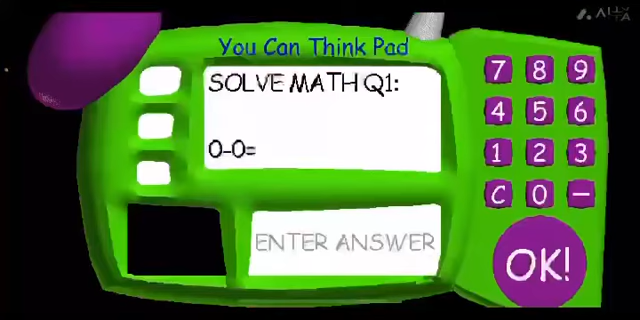 You Can Think Pad
SOLVE MATH Q1:
0-0=
ENTER ANSWER
7 8 9
4 5 6
1 2 3
C 0 −
OK!